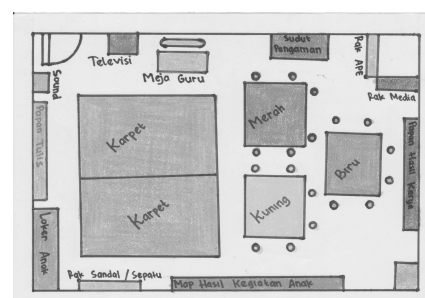 Sudut
Pengaman
Rak APE
Televisi
Meja Guru
Sound
Rak Media
Papan Tulis
Karpet
Merah
Papan Hasil Karya
Biru
Karpet
Kuning
Loker Anak
Rak Sandal / Sepatu
Map Hasil Kegiatan Anak